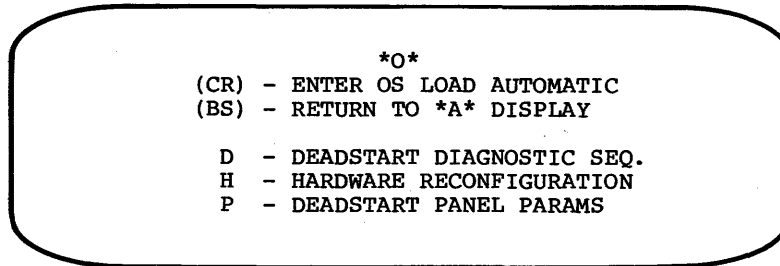 *O*
(CR) - ENTER OS LOAD AUTOMATIC
(BS) - RETURN TO *A* DISPLAY
D - DEADSTART DIAGNOSTIC SEQ.
H - HARDWARE RECONFIGURATION
P - DEADSTART PANEL PARAMS